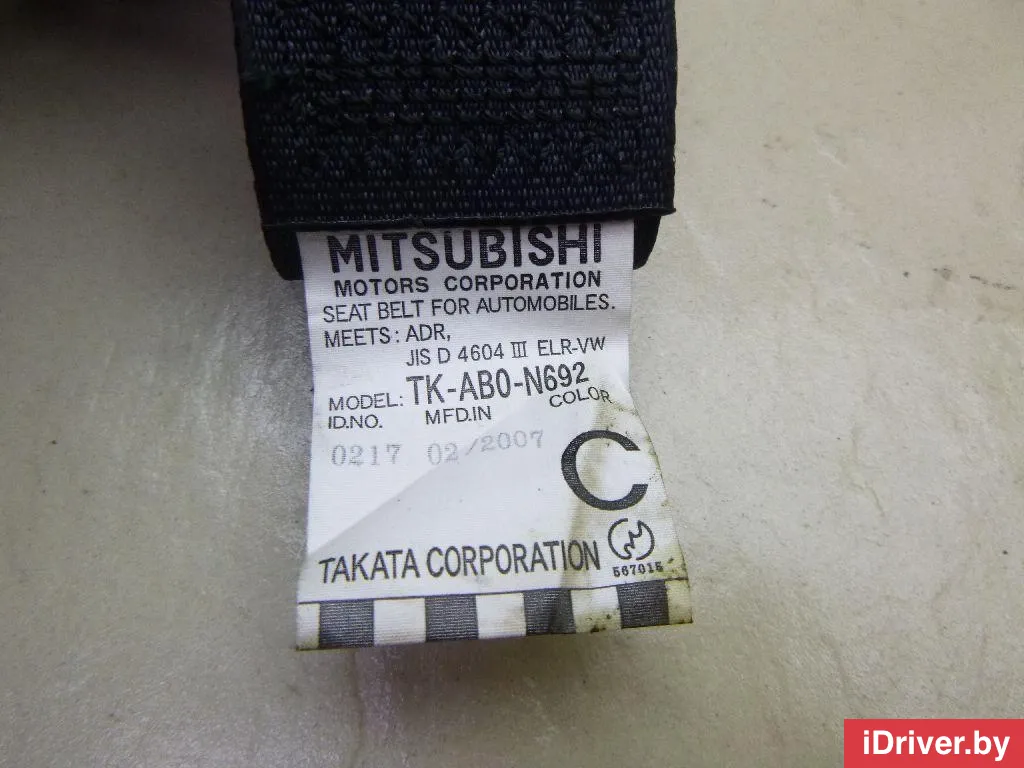 MITSUBISHI
MOTORS CORPORATION
SEAT BELT FOR AUTOMOBILES.
MEETS: ADR,
JIS D 4604 III ELR-VW
MODEL: TK-AB0-N692
ID.NO. MFD.IN COLOR
0217 02/2007
C
TAKATA CORPORATION
567015
iDriver.by